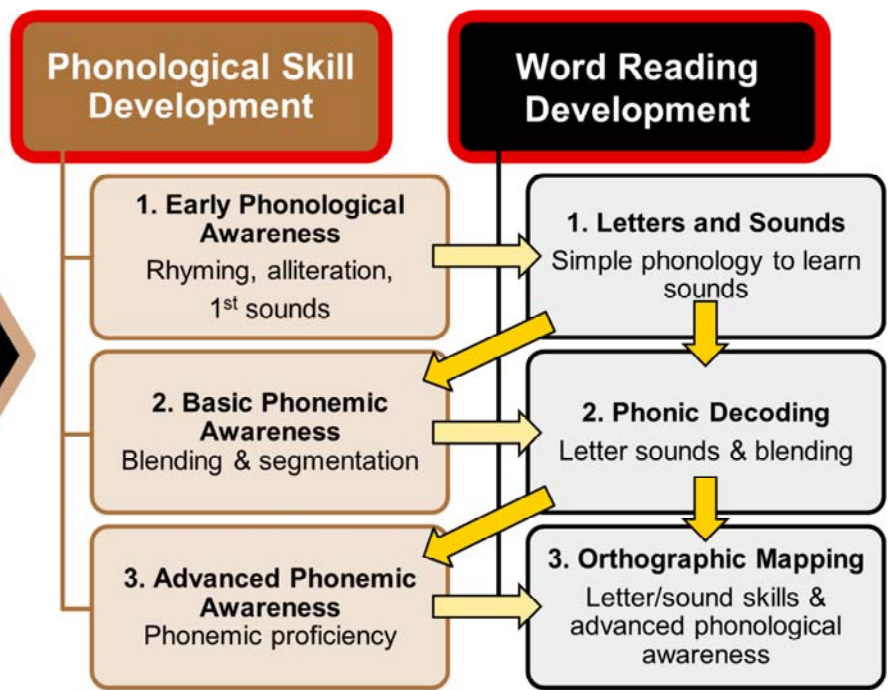 Phonological Skill
Development
Word Reading
Development
1. Early Phonological
Awareness
Rhyming, alliteration,
1st sounds
1. Letters and Sounds
Simple phonology to learn
sounds
2. Basic Phonemic
Awareness
Blending & segmentation
2. Phonic Decoding
Letter sounds & blending
3. Advanced Phonemic
Awareness
Phonemic proficiency
3. Orthographic Mapping
Letter/sound skills &
advanced phonological
awareness